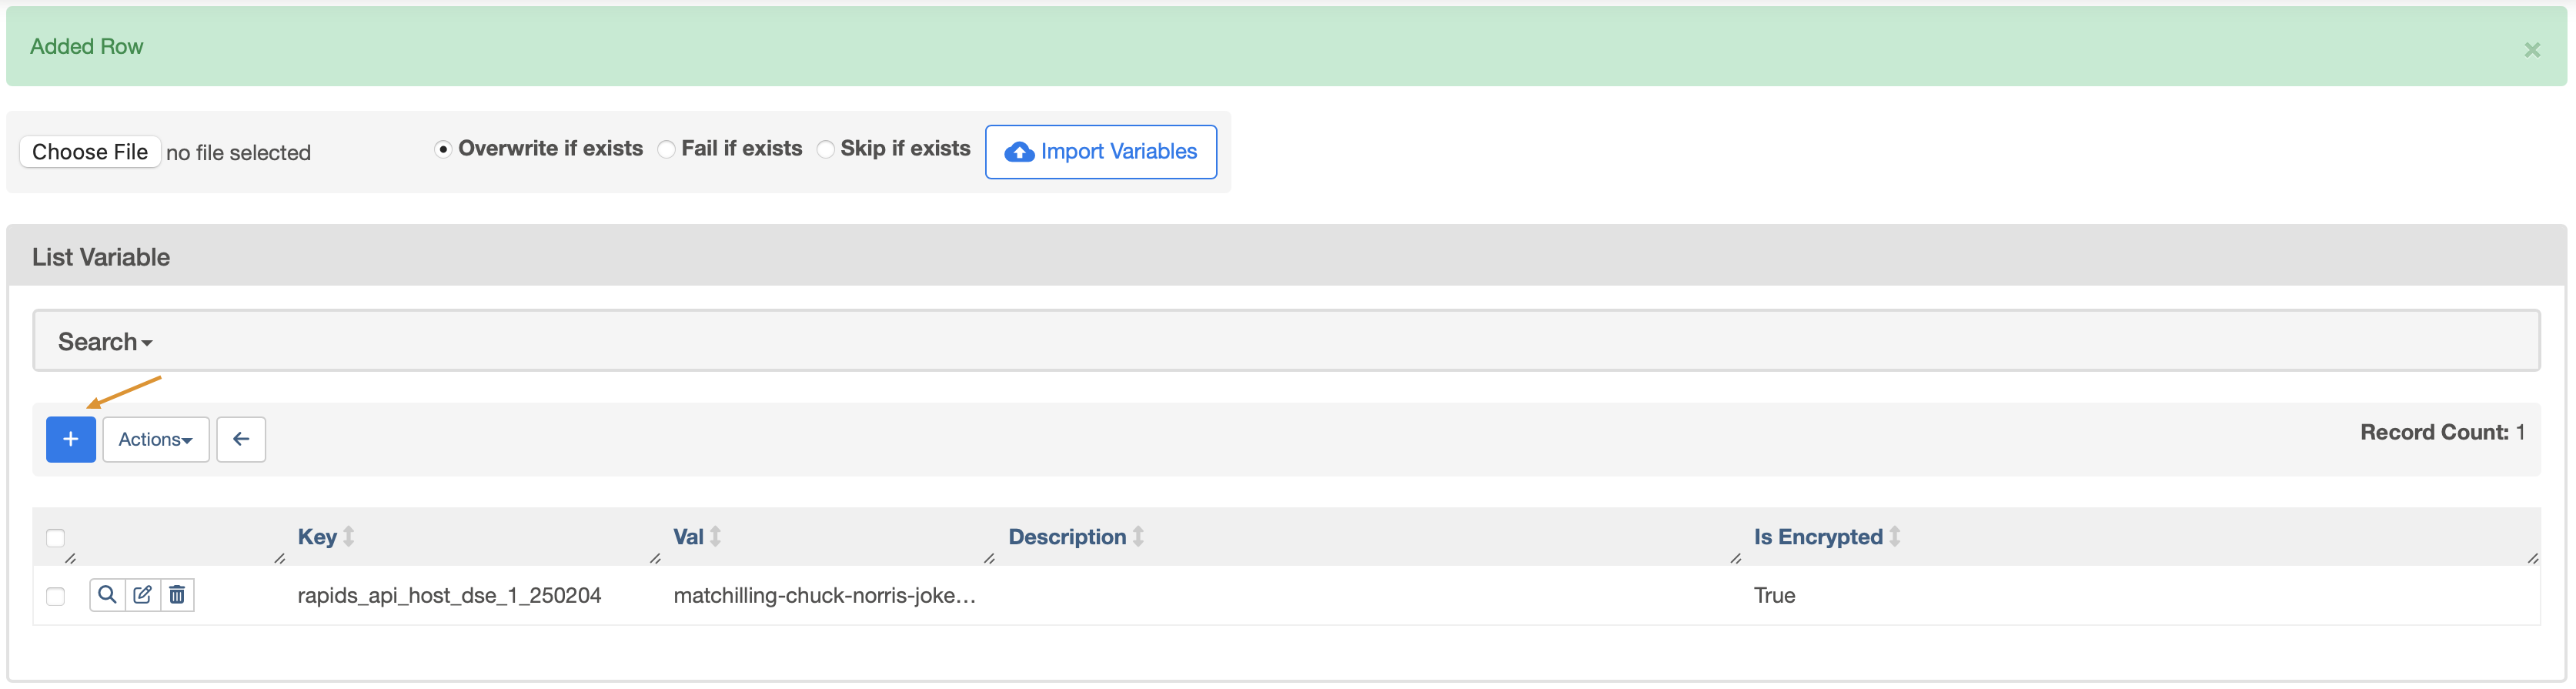 Added Row
×
Choose File no file selected
Overwrite if exists Fail if exists Skip if exists Import Variables
List Variable
Search
+ Actions
Record Count: 1
Key Val Description Is Encrypted
rapids_api_host_dse_1_250204 matchilling-chuck-norris-joke… True